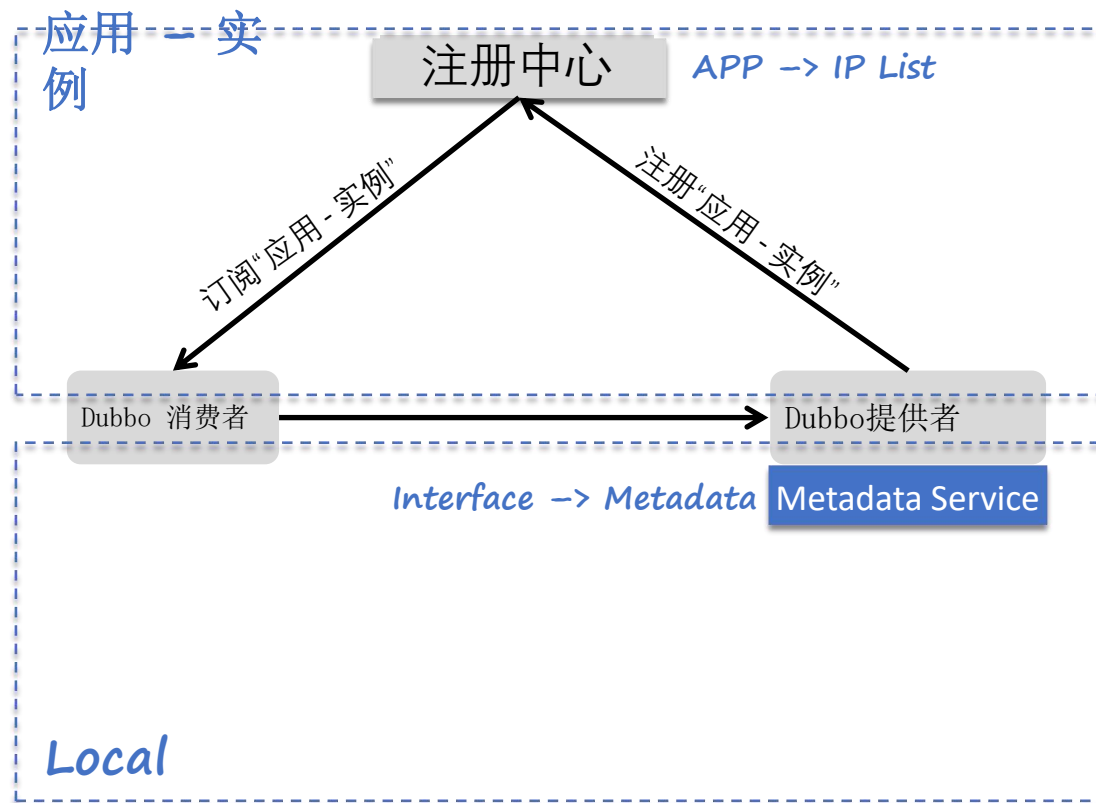 应用 – 实
例
注册中心
APP –> IP List
订阅“应用 - 实例”
注册“应用 - 实例”
Dubbo 消费者
Dubbo提供者
Interface –> Metadata
Metadata Service
Local